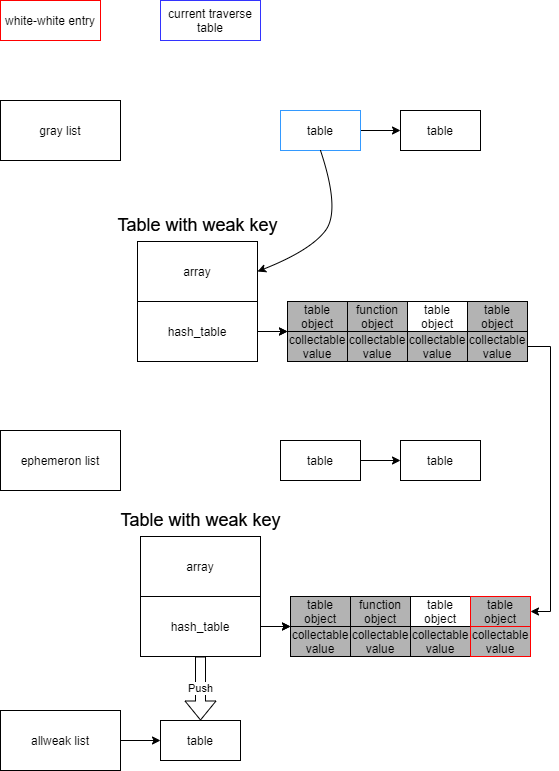 white-white entry
current traverse
table
gray list
table
table
Table with weak key
array
hash_table
table
object
function
object
table
object
table
object
collectable
value
collectable
value
collectable
value
collectable
value
ephemeron list
table
table
Table with weak key
array
hash_table
table
object
function
object
table
object
table
object
collectable
value
collectable
value
collectable
value
collectable
value
Push
allweak list
table